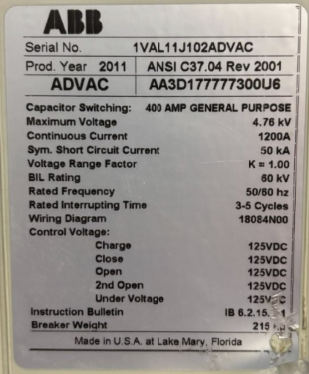 ABB
Serial No. 1VAL11J102ADVAC
Prod. Year 2011 ANSI C37.04 Rev 2001
ADVAC AA3D177777300U6
Capacitor Switching: 400 AMP GENERAL PURPOSE
Maximum Voltage 4.76 kV
Continuous Current 1200A
Sym. Short Circuit Current 50 kA
Voltage Range Factor K = 1.00
BIL Rating 60 kV
Rated Frequency 50/60 hz
Rated Interrupting Time 3-5 Cycles
Wiring Diagram 18084N00
Control Voltage:
Charge 125VDC
Close 125VDC
Open 125VDC
2nd Open 125VDC
Under Voltage
Instruction Bulletin IB
Breaker Weight 215
Made in U.S.A. at Lake Mary, Florida